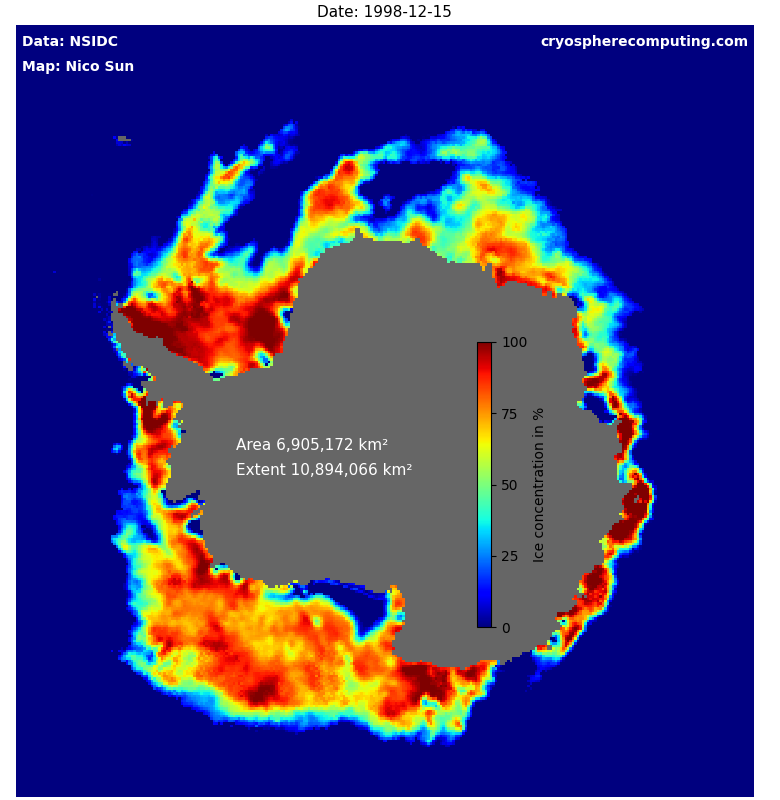 Date: 1998-12-15
Data: NSIDC
cryospherecomputing.com
Map: Nico Sun
100
75
50
25
0
Ice concentration in %
Area 6,905,172 km²
Extent 10,894,066 km²